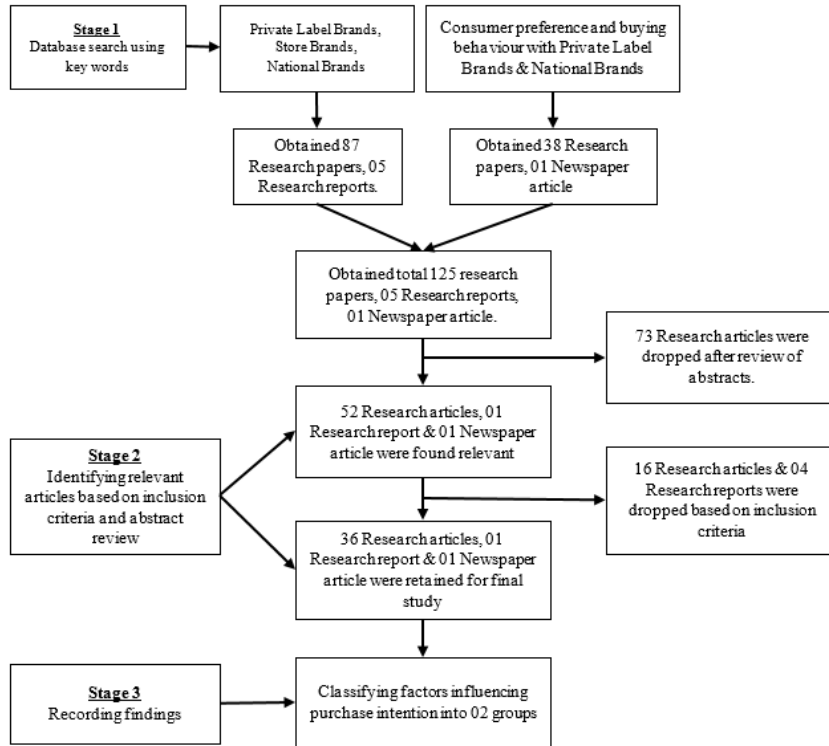 Stage 1
Database search using
key words
Private Label Brands,
Store Brands,
National Brands
Consumer preference and buying
behaviour with Private Label
Brands & National Brands
Obtained 87
Research papers, 05
Research reports.
Obtained 38 Research
papers, 01 Newspaper
article
Obtained total 125 research
papers, 05 Research reports,
01 Newspaper article.
73 Research articles were
dropped after review of
abstracts.
52 Research articles, 01
Research report & 01 Newspaper
article were found relevant
Stage 2
Identifying relevant
articles based on inclusion
criteria and abstract
review
16 Research articles & 04
Research reports were
dropped based on inclusion
criteria
36 Research articles, 01
Research report & 01 Newspaper
article were retained for final
study
Stage 3
Recording findings
Classifying factors influencing
purchase intention into 02 groups